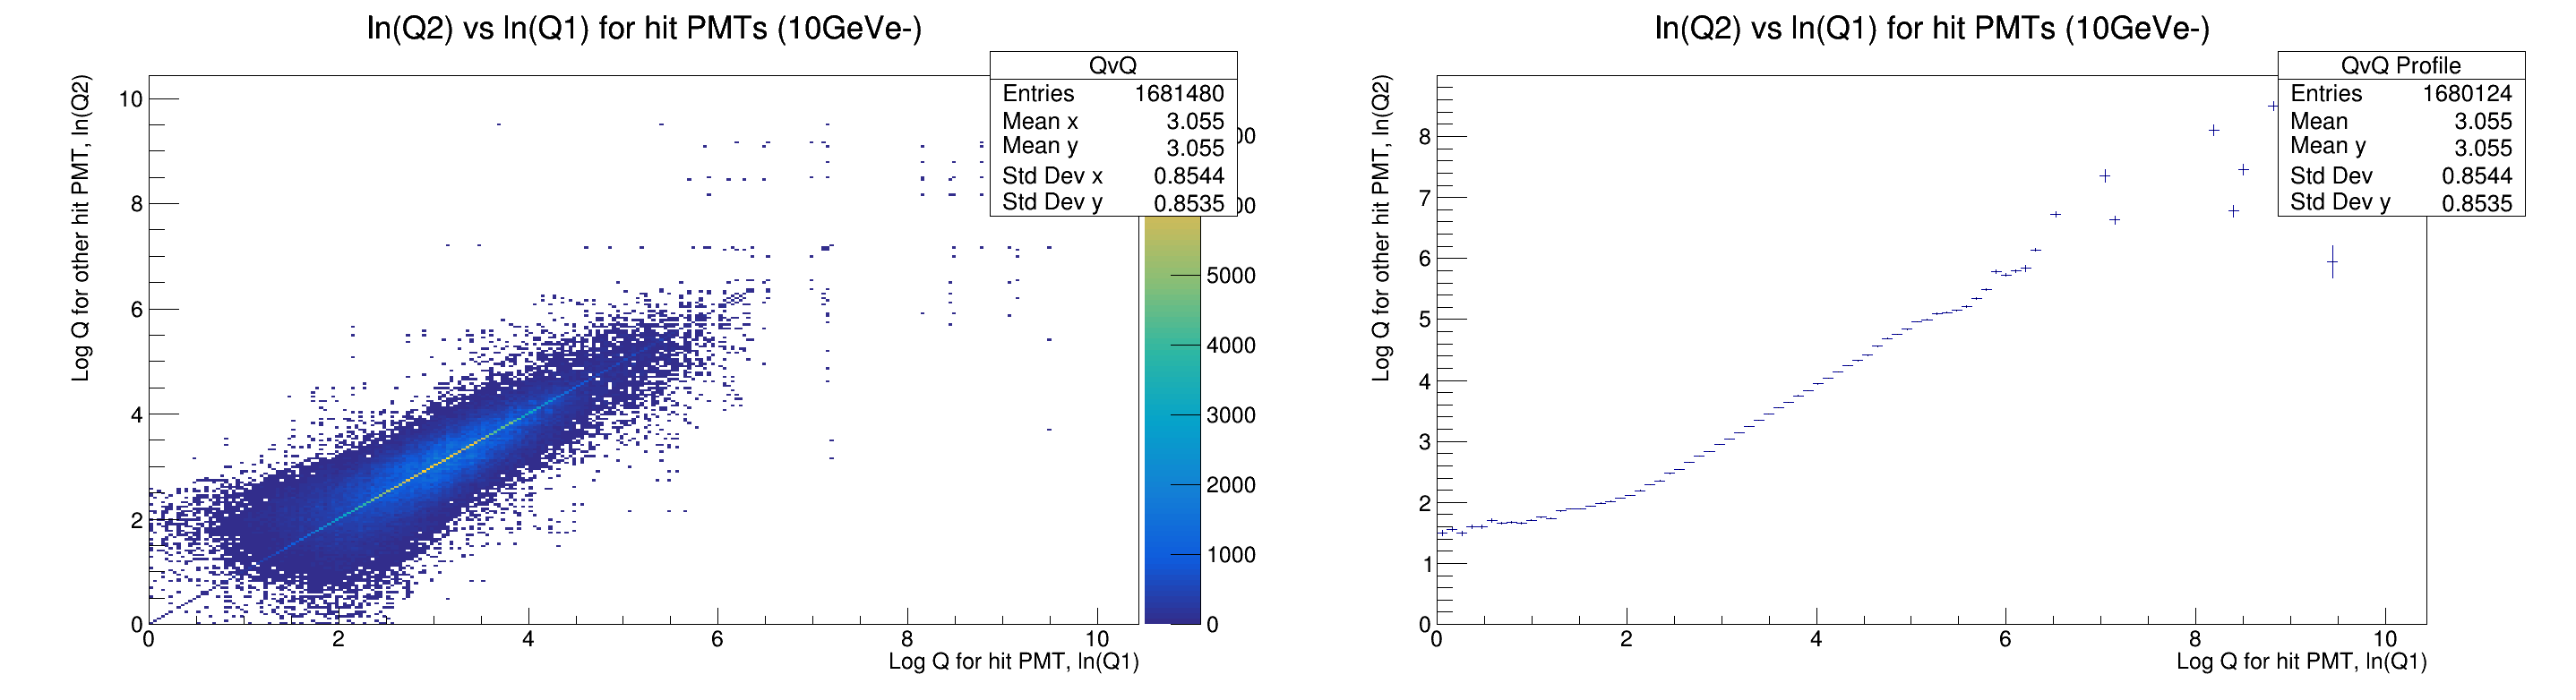 ln(Q2) vs ln(Q1) for hit PMTs (10GeVe-)
Log Q for other hit PMT, ln(Q2)
QvQ
Entries 1681480
Mean x 3.055
Mean y 3.055
Std Dev x 0.8544
Std Dev y 0.8535
10
8
6
4
2
0
0 2 4 6 8 10
Log Q for hit PMT, ln(Q1)
00
00
5000
4000
3000
2000
1000
0
ln(Q2) vs ln(Q1) for hit PMTs (10GeVe-)
Log Q for other hit PMT, ln(Q2)
QvQ Profile
Entries 1680124
Mean 3.055
Mean y 3.055
Std Dev 0.8544
Std Dev y 0.8535
8
7
6
5
4
3
2
1
0
0 2 4 6 8 10
Log Q for hit PMT, ln(Q1)